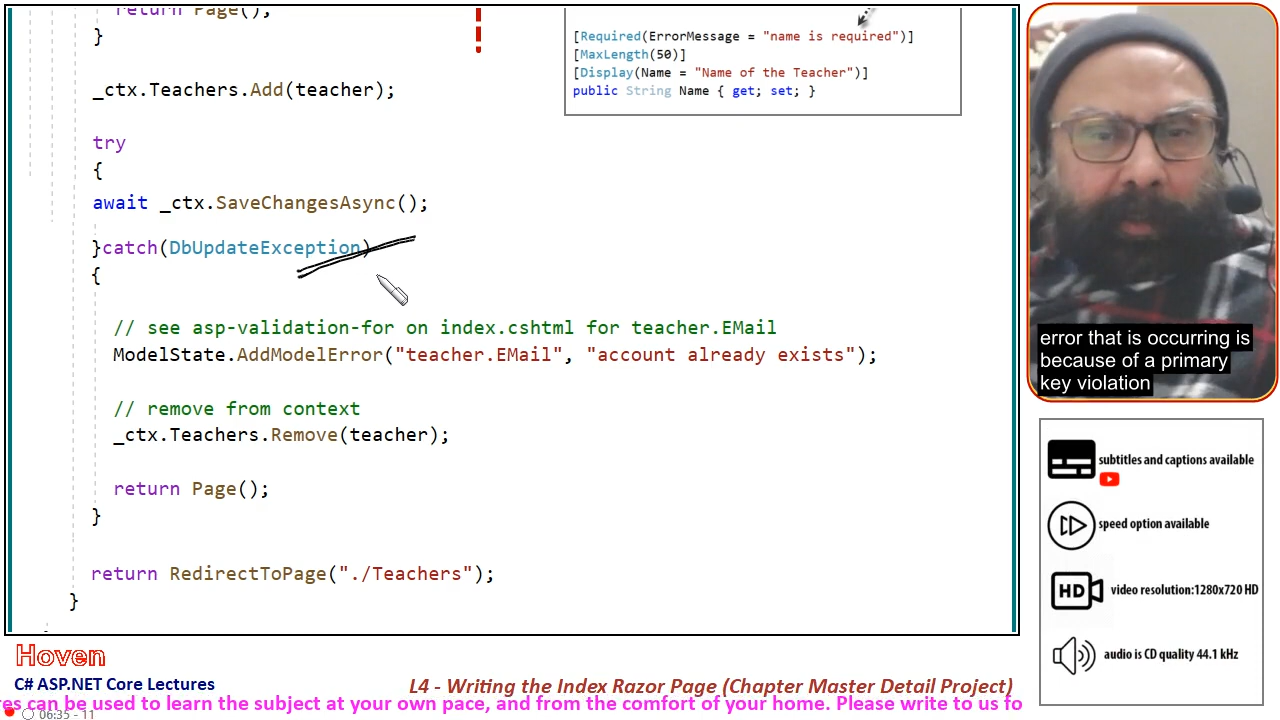 return Page();
}
_ctx.Teachers.Add(teacher);
try
{
await _ctx.SaveChangesAsync();
}catch(DbUpdateException)
{
// see asp-validation-for on index.cshtml for teacher.EMail
ModelState.AddModelError("teacher.EMail", "account already exists");
// remove from context
_ctx.Teachers.Remove(teacher);
return Page();
}
return RedirectToPage("./Teachers");
}
[Required(ErrorMessage = "name is required")]
[MaxLength(50)]
[Display(Name = "Name of the Teacher")]
public String Name { get; set; }
error that is occurring is
because of a primary
key violation
subtitles and captions available
speed option available
HD video resolution:1280x720 HD
audio is CD quality 44.1 kHz
Hoven
C# ASP.NET Core Lectures
L4 - Writing the Index Razor Page (Chapter Master Detail Project)
res can be used to learn the subject at your own pace, and from the comfort of your home. Please write to us fo
06:35 - 11